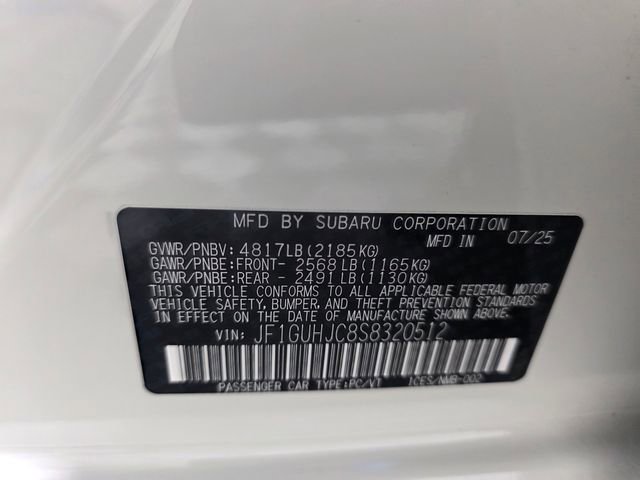 MFD BY SUBARU CORPORATION
MFD IN 07/25
GVWR/PNBV: 4817LB(2185KG)
GAWR/PNBE:FRONT- 2568LB(1165KG)
GAWR/PNBE:REAR - 2491LB(1130KG)
THIS VEHICLE CONFORMS TO ALL APPLICABLE FEDERAL MOTOR
VEHICLE SAFETY, BUMPER, AND THEFT PREVENTION STANDARDS
IN EFFECT ON THE DATE OF MANUFACTURE SHOWN ABOVE.
VIN: JF1GUHJC8S8320512
PASSENGER CAR TYPE:PC/VT ICES/NMB-002